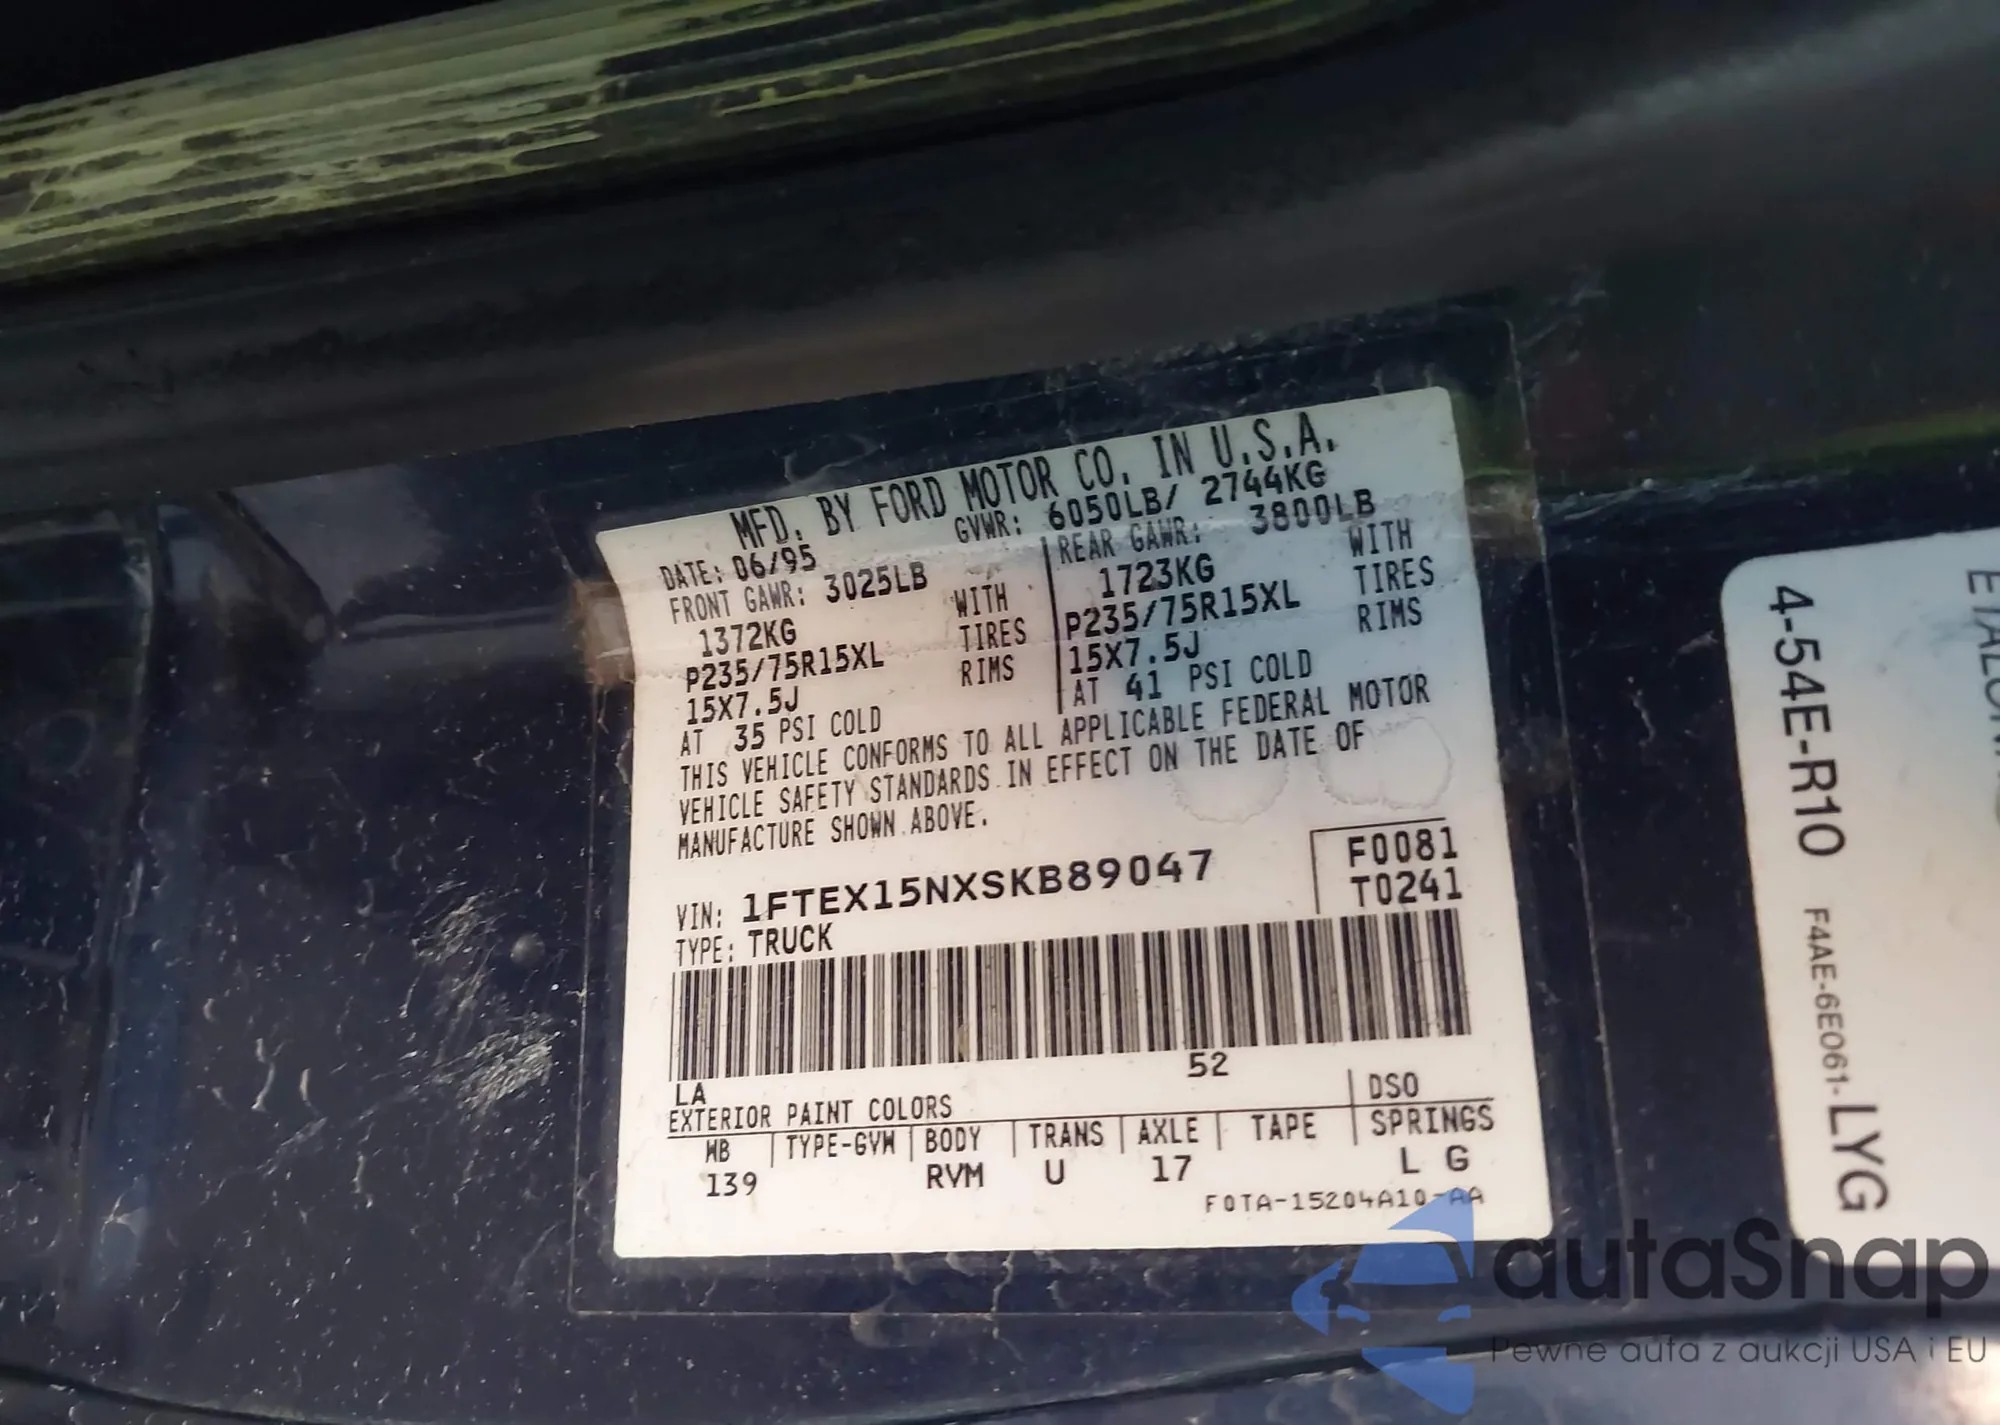 MFD. BY FORD MOTOR CO. IN U.S.A.
DATE: 06/95 GVWR: 6050LB/ 2744KG
FRONT GAWR: 3025LB REAR GAWR: 3800LB
1372KG WITH 1723KG WITH
P235/75R15XL TIRES P235/75R15XL TIRES
15X7.5J RIMS 15X7.5J RIMS
AT 35 PSI COLD AT 41 PSI COLD
THIS VEHICLE CONFORMS TO ALL APPLICABLE FEDERAL MOTOR
VEHICLE SAFETY STANDARDS IN EFFECT ON THE DATE OF
MANUFACTURE SHOWN ABOVE.
F0081
VIN: 1FTEX15NXSKB89047 T0241
TYPE: TRUCK
52
LA
EXTERIOR PAINT COLORS DSO
WB TYPE-GVW BODY TRANS AXLE TAPE SPRINGS
139 RVM U 17 L G
F0TA-15204A10-AA
4-54E-R10 F4AE-6E061-LYG
autaSnap
Pewne auta z aukcji USA i EU